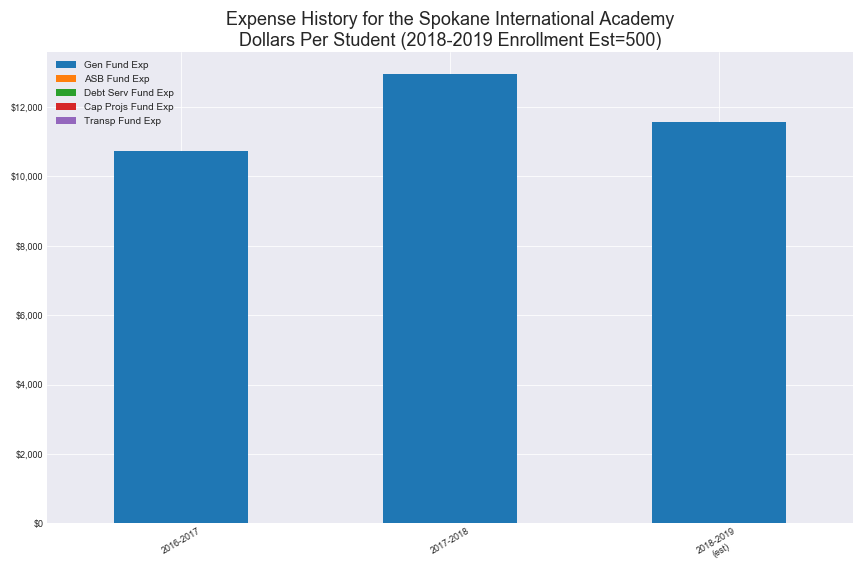 Expense History for the Spokane International Academy
Dollars Per Student (2018-2019 Enrollment Est=500)
Gen Fund Exp
ASB Fund Exp
Debt Serv Fund Exp
Cap Projs Fund Exp
Transp Fund Exp
$12,000
$10,000
$8,000
$6,000
$4,000
$2,000
$0
2016-2017
2017-2018
2018-2019
(est)